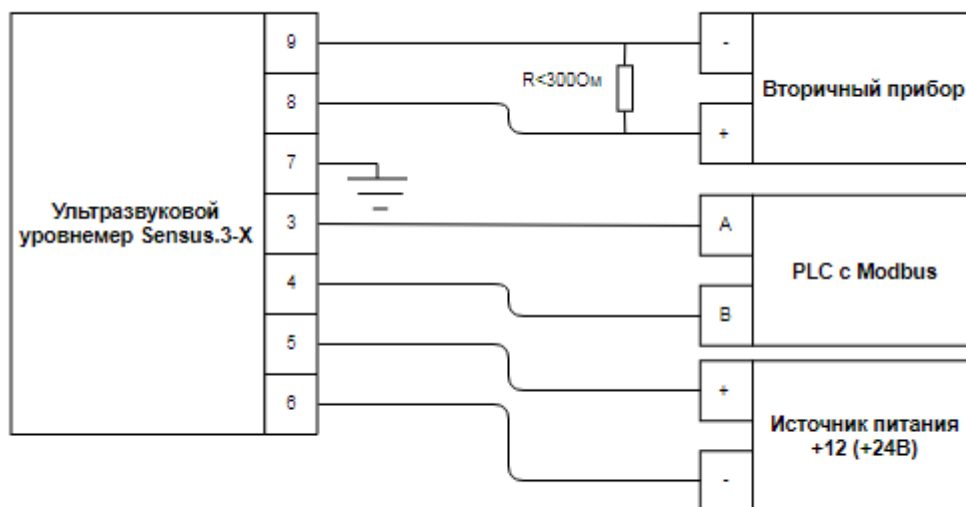 9
-
R<300Ом
Вторичный прибор
8
+
7
Ультразвуковой
уровнемер Sensus.3-X
3
A
PLC с Modbus
4
B
5
+
Источник питания
+12 (+24В)
6
-